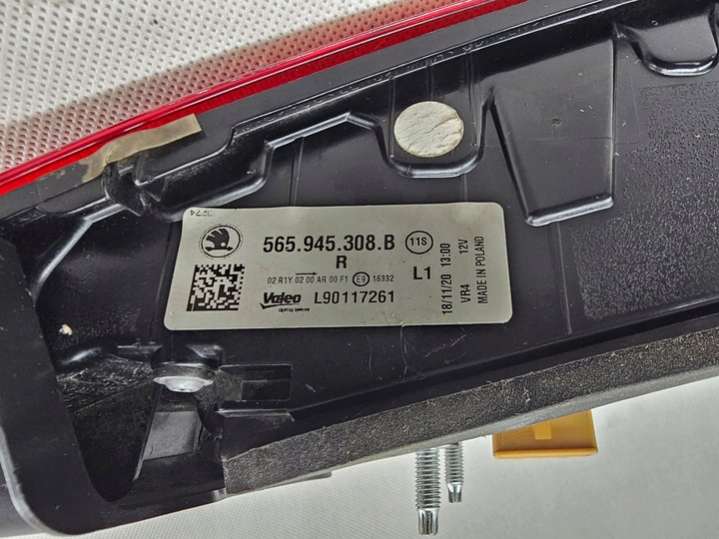 565.945.308.B
11S
R
02 R1Y 02 00 AR 00 F1 E9 16332
L1
Valeo L90117261
18/11/20 13:00
VR4 12V
MADE IN POLAND